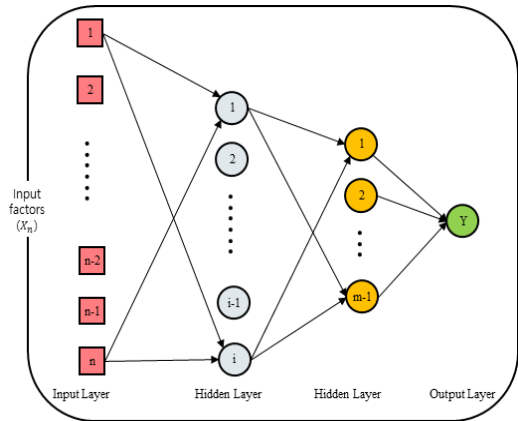 Input
factors
(Xₙ)
1
2
n-2
n-1
n
1
2
i-1
i
1
2
m-1
Y
Input Layer
Hidden Layer
Hidden Layer
Output Layer